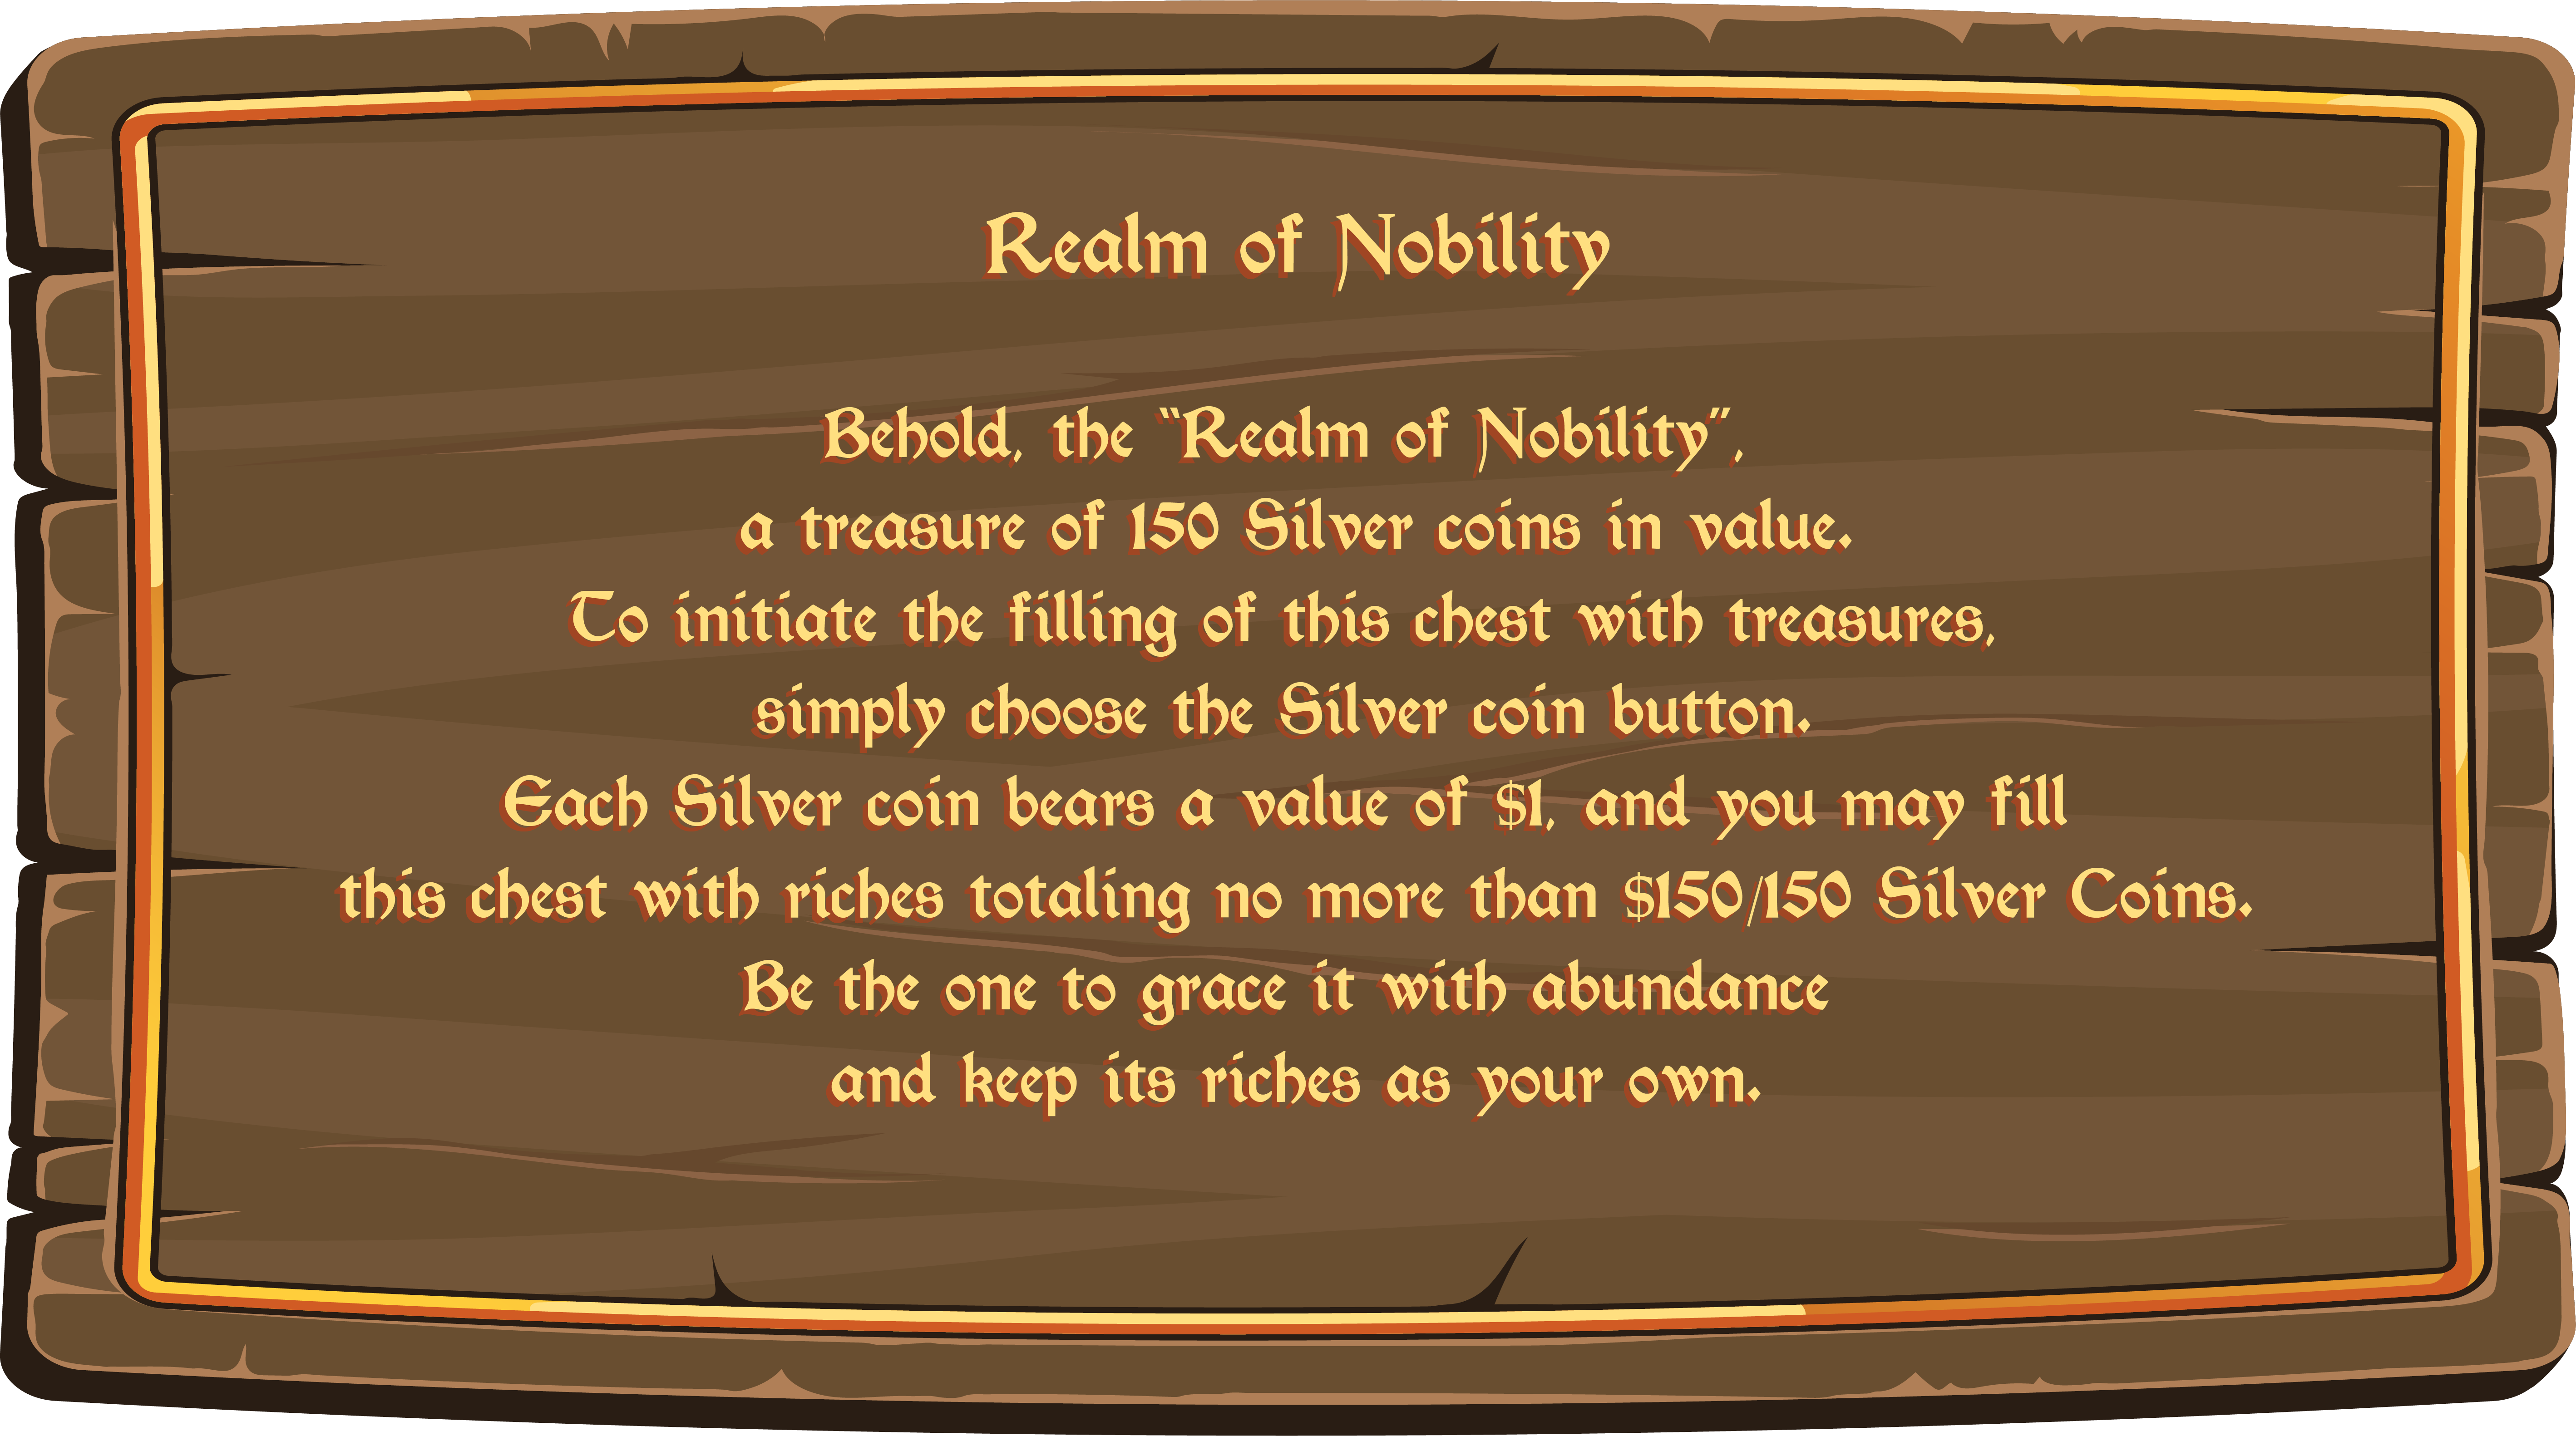 Realm of Nobility
Behold, the "Realm of Nobility",
a treasure of 150 Silver coins in value.
To initiate the filling of this chest with treasures,
simply choose the Silver coin button.
Each Silver coin bears a value of $1, and you may fill
this chest with riches totaling no more than $150/150 Silver Coins.
Be the one to grace it with abundance
and keep its riches as your own.